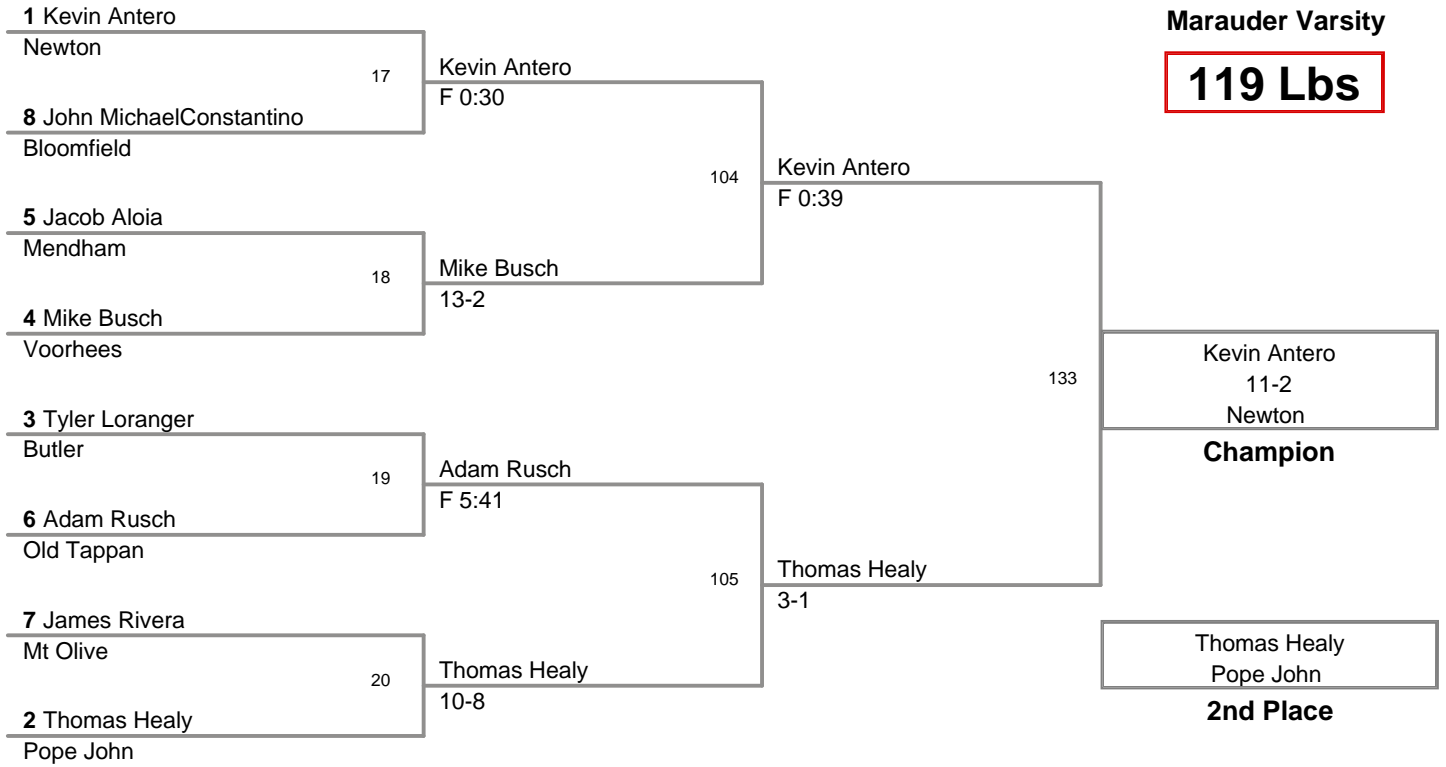 Marauder Varsity
119 Lbs
1 Kevin Antero
Newton
17
8 John MichaelConstantino
Bloomfield
5 Jacob Aloia
Mendham
18
4 Mike Busch
Voorhees
3 Tyler Loranger
Butler
19
6 Adam Rusch
Old Tappan
7 James Rivera
Mt Olive
20
2 Thomas Healy
Pope John
Kevin Antero
F 0:30
104
Mike Busch
13-2
Adam Rusch
F 5:41
105
Thomas Healy
10-8
Kevin Antero
F 0:39
133
Thomas Healy
3-1
Kevin Antero
11-2
Newton
Champion
Thomas Healy
Pope John
2nd Place